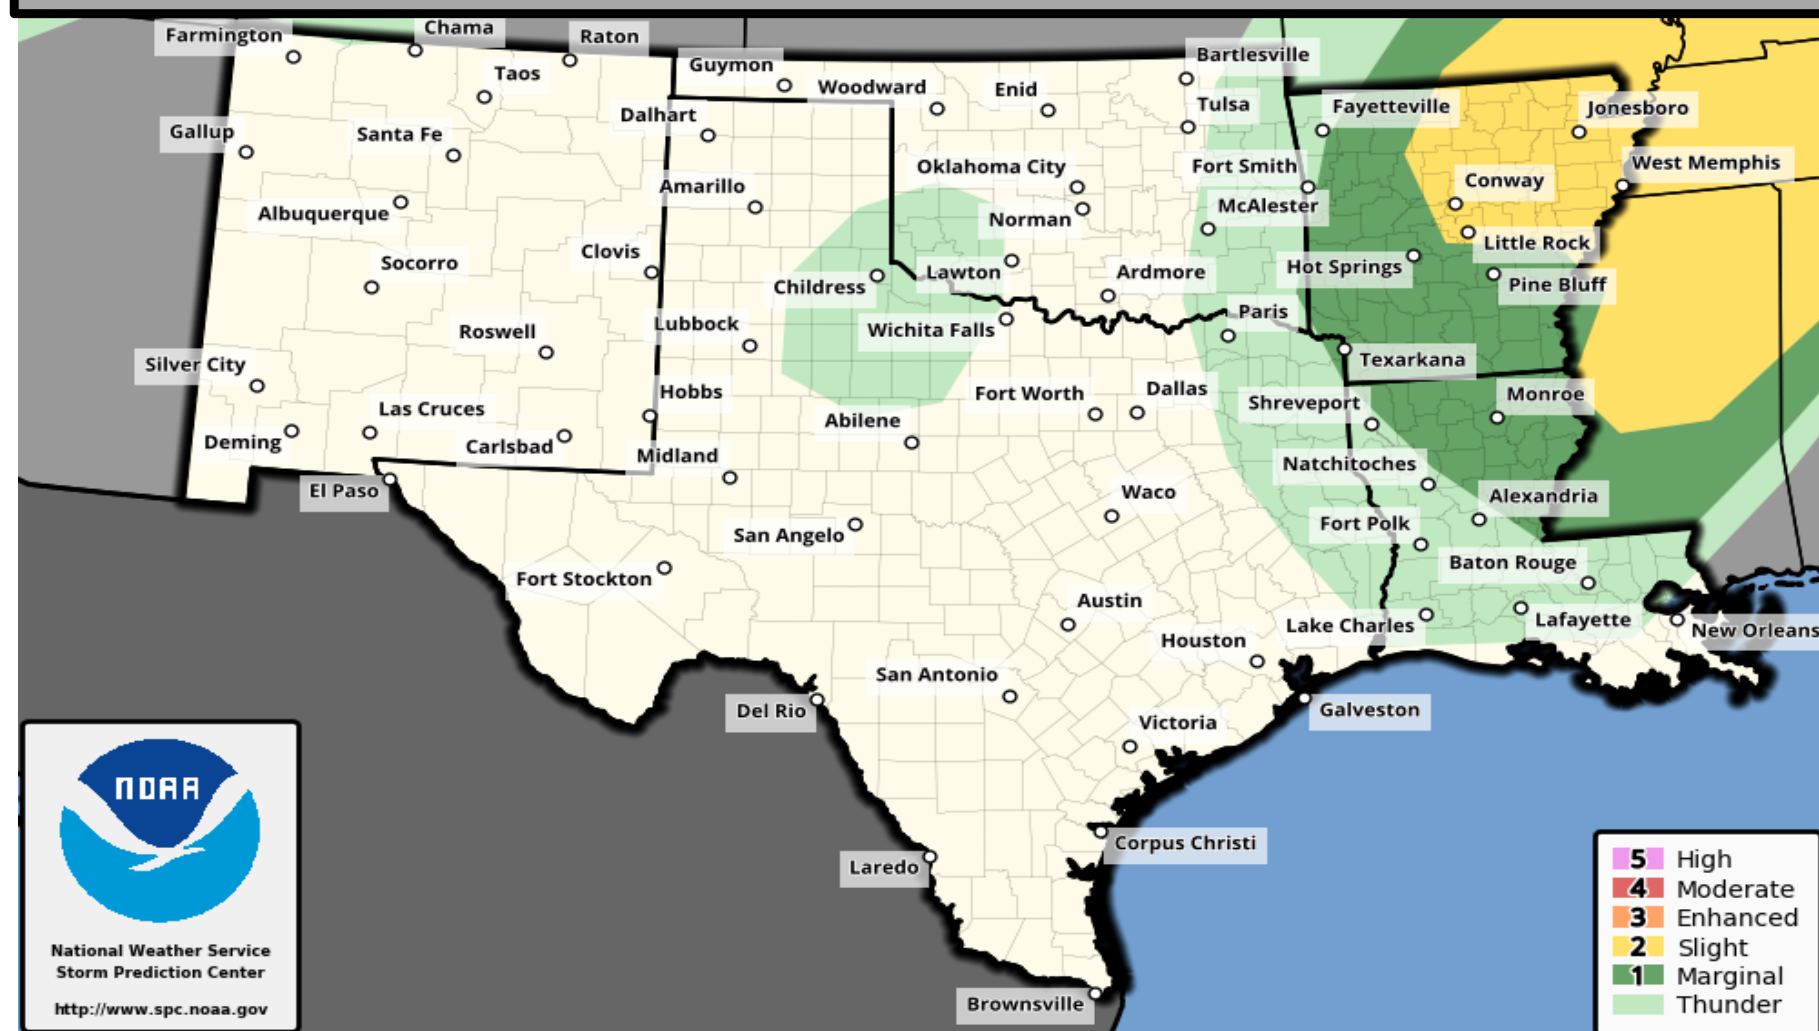 Farmington
Chama
Raton
Taos
Guymon
Woodward
Enid
Bartlesville
Tulsa
Fayetteville
Jonesboro
Gallup
Santa Fe
Dalhart
Oklahoma City
Fort Smith
Conway
West Memphis
Amarillo
Norman
McAlester
Albuquerque
Socorro
Clovis
Childress
Lawton
Ardmore
Hot Springs
Little Rock
Pine Bluff
Roswell
Lubbock
Wichita Falls
Paris
Texarkana
Silver City
Las Cruces
Hobbs
Abilene
Fort Worth
Dallas
Shreveport
Monroe
Deming
Carlsbad
Midland
Natchitoches
El Paso
San Angelo
Waco
Fort Polk
Alexandria
Fort Stockton
Austin
Baton Rouge
Houston
Lake Charles
Lafayette
New Orleans
San Antonio
Del Rio
Victoria
Galveston
Corpus Christi
Laredo
Brownsville
NOAA
National Weather Service
Storm Prediction Center
http://www.spc.noaa.gov
5 High
4 Moderate
3 Enhanced
2 Slight
1 Marginal
Thunder